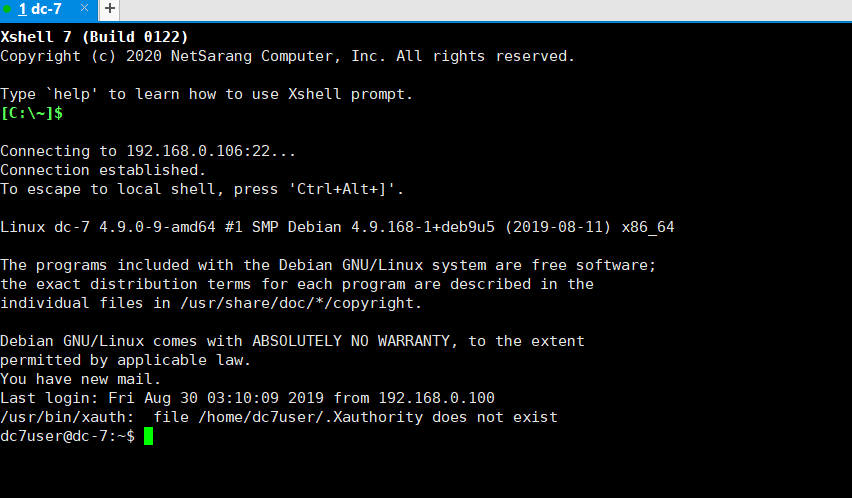 1 dc-7 × +
Xshell 7 (Build 0122)
Copyright (c) 2020 NetSarang Computer, Inc. All rights reserved.
Type `help' to learn how to use Xshell prompt.
[C:\~]$
Connecting to 192.168.0.106:22...
Connection established.
To escape to local shell, press 'Ctrl+Alt+]'.
Linux dc-7 4.9.0-9-amd64 #1 SMP Debian 4.9.168-1+deb9u5 (2019-08-11) x86_64
The programs included with the Debian GNU/Linux system are free software;
the exact distribution terms for each program are described in the
individual files in /usr/share/doc/*/copyright.
Debian GNU/Linux comes with ABSOLUTELY NO WARRANTY, to the extent
permitted by applicable law.
You have new mail.
Last login: Fri Aug 30 03:10:09 2019 from 192.168.0.100
/usr/bin/xauth:  file /home/dc7user/.Xauthority does not exist
dc7user@dc-7:~$